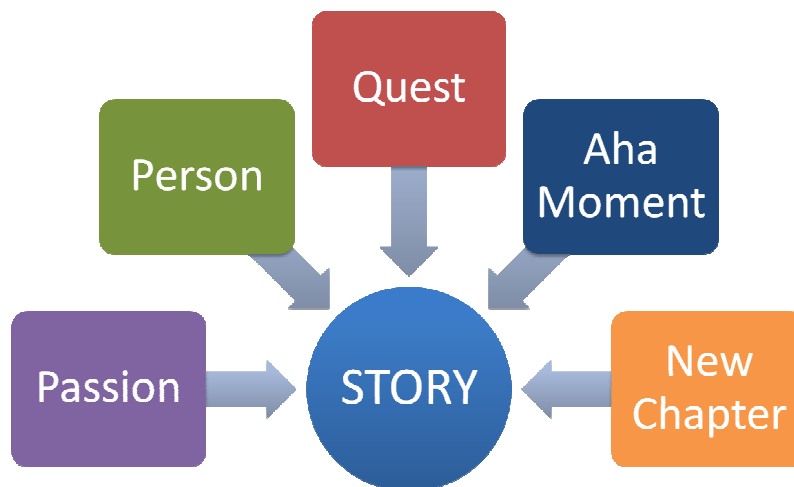 Quest
Person
Aha
Moment
Passion
STORY
New
Chapter